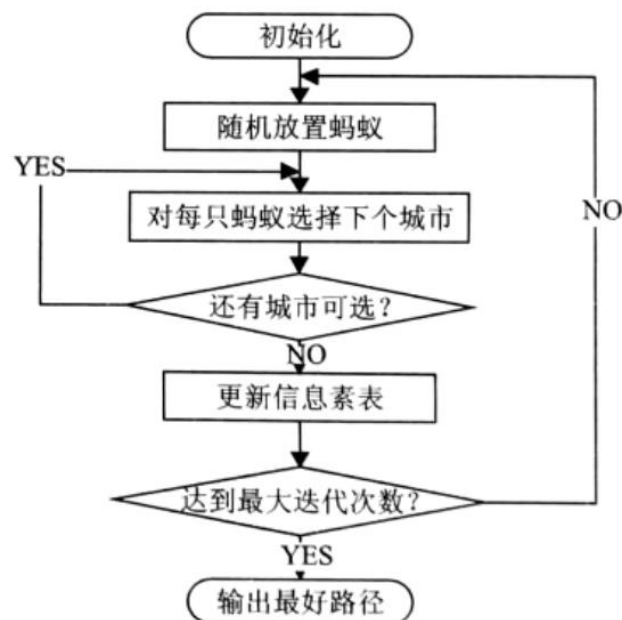 初始化
随机放置蚂蚁
YES
对每只蚂蚁选择下个城市
NO
还有城市可选？
NO
更新信息素表
达到最大迭代次数？
YES
输出最好路径